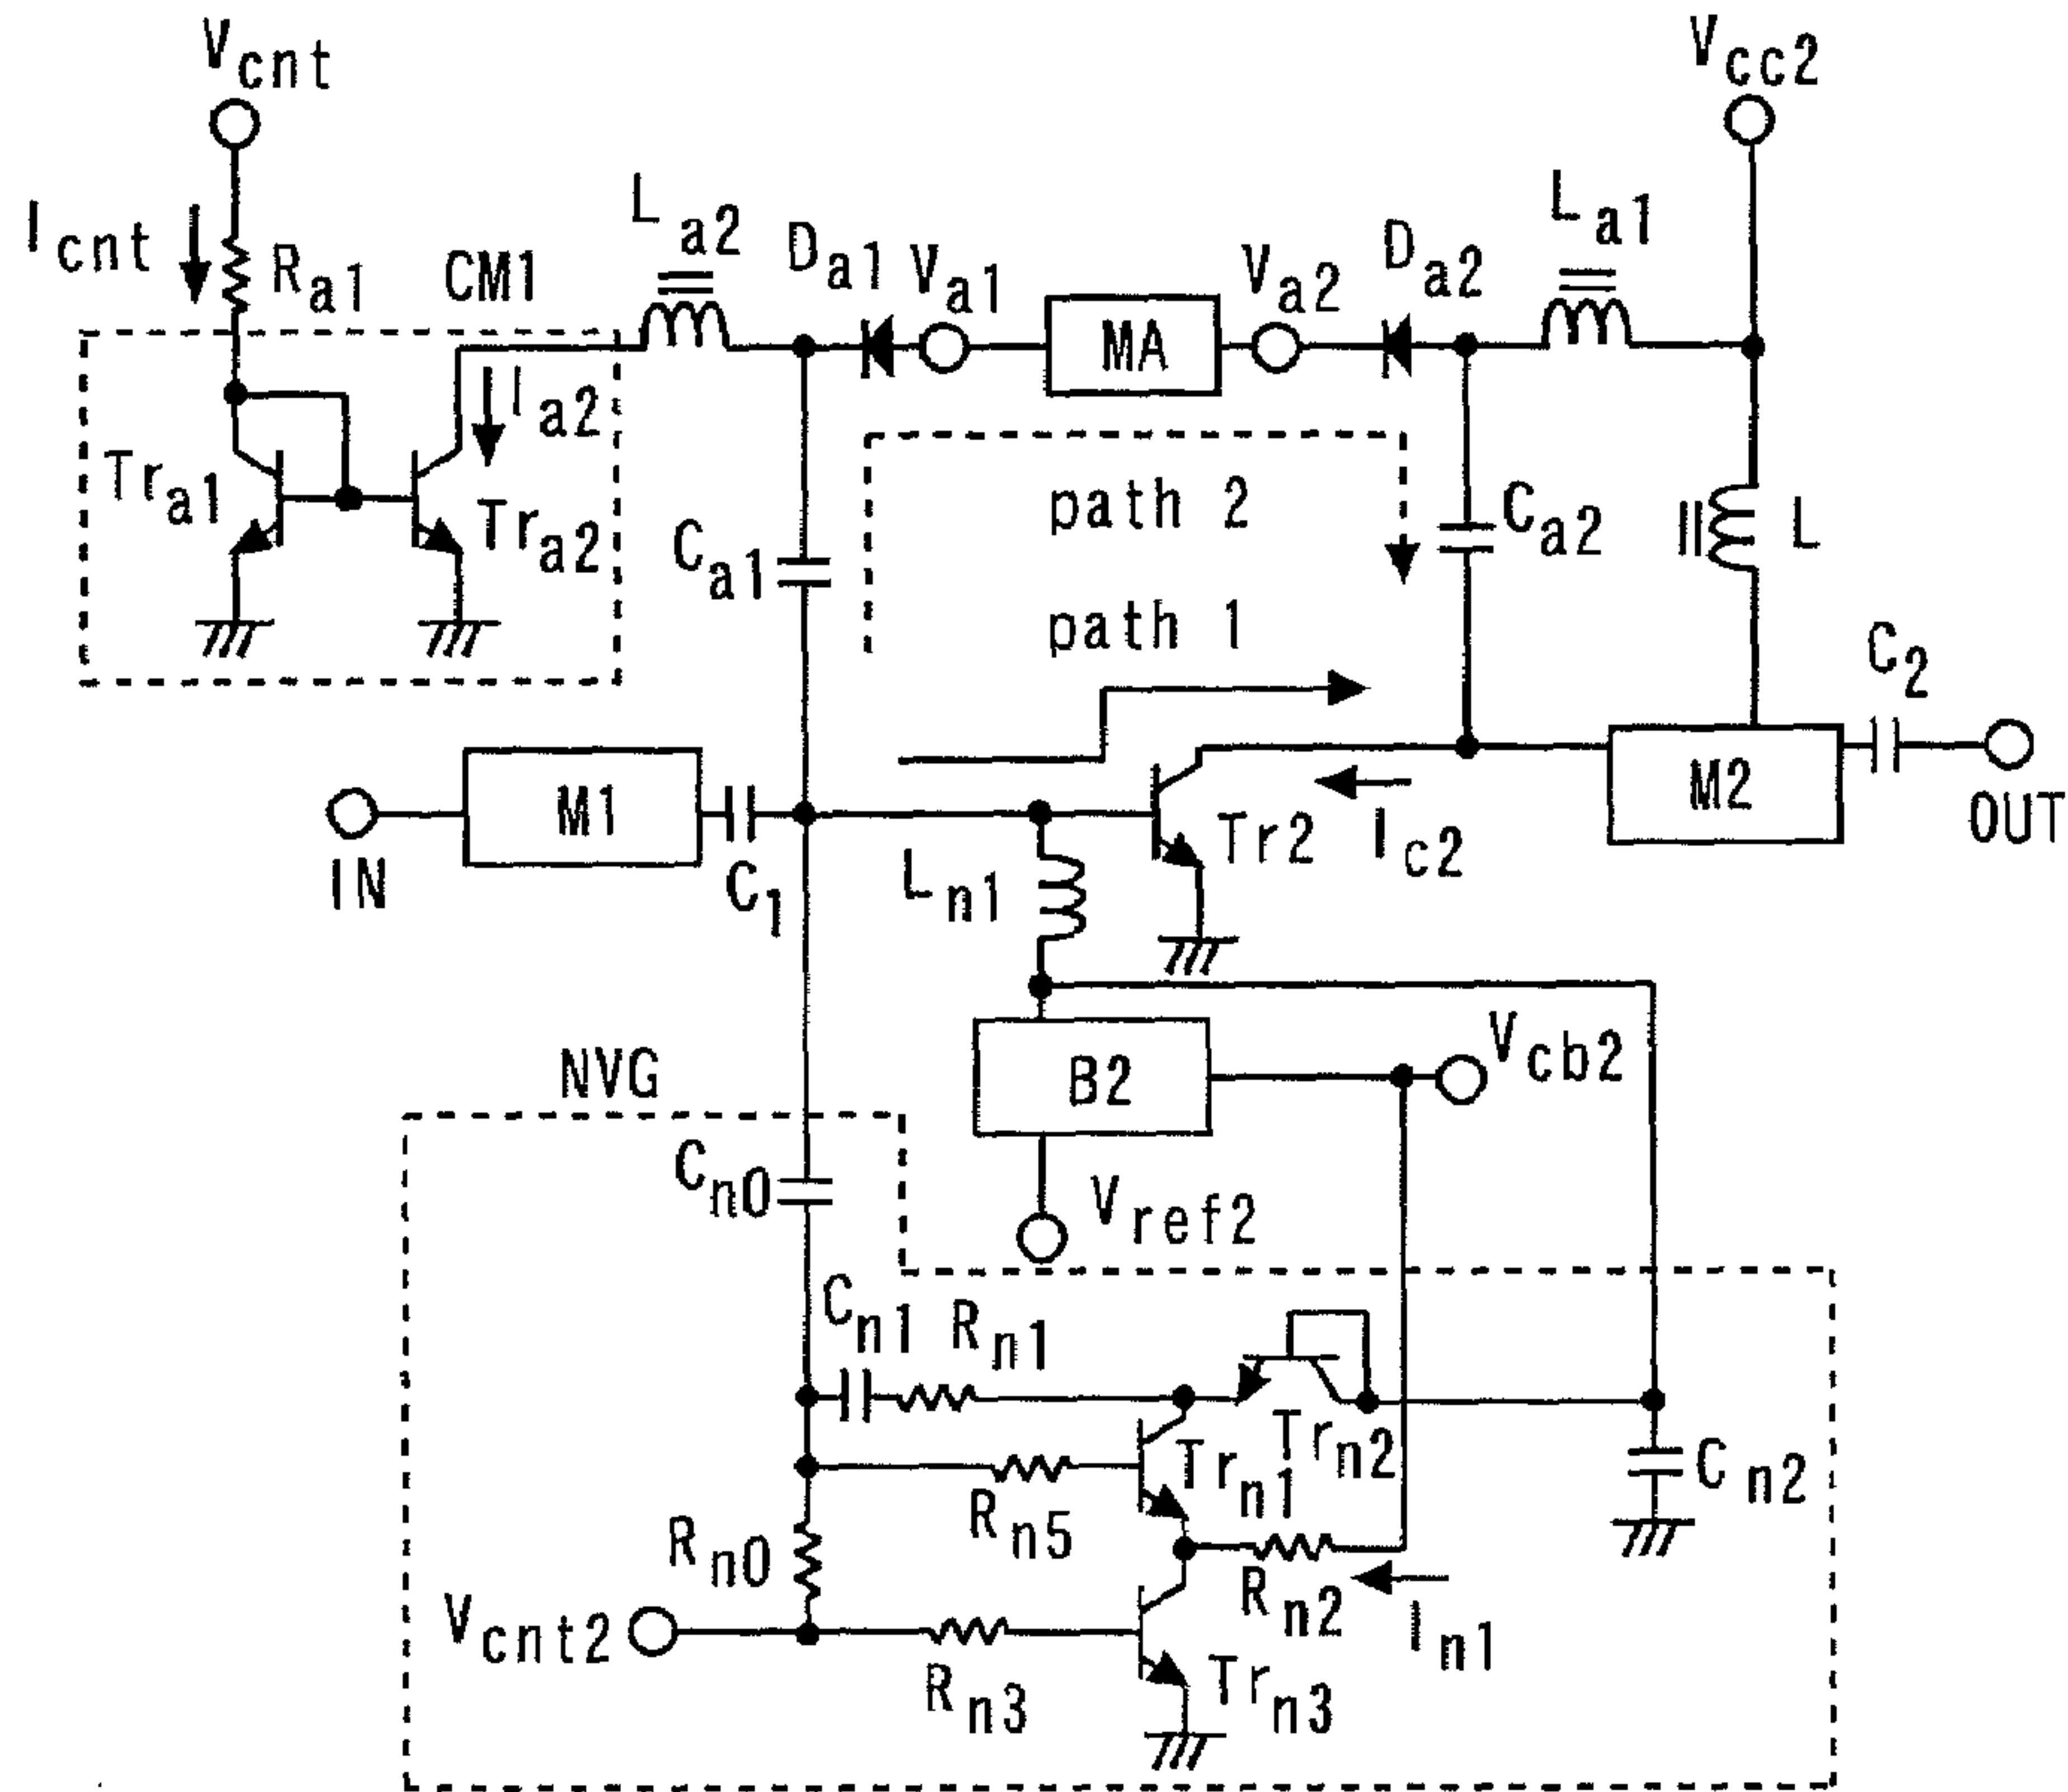 Vcnt
Vcc2
Icnt
Ra1
CM1
La2
Da1
Va1
MA
Va2
Da2
La1
Ia2
Tra1
Tra2
Ca1
path 2
Ca2
L
path 1
C2
IN
M1
C1
Ln1
Tr2
Ic2
M2
OUT
NVG
B2
Vcb2
Cn0
Vref2
Cn1
Rn1
Trn2
Trn1
Cn2
Rn5
Rn0
Rn2
In1
Vcnt2
Rn3
Trn3